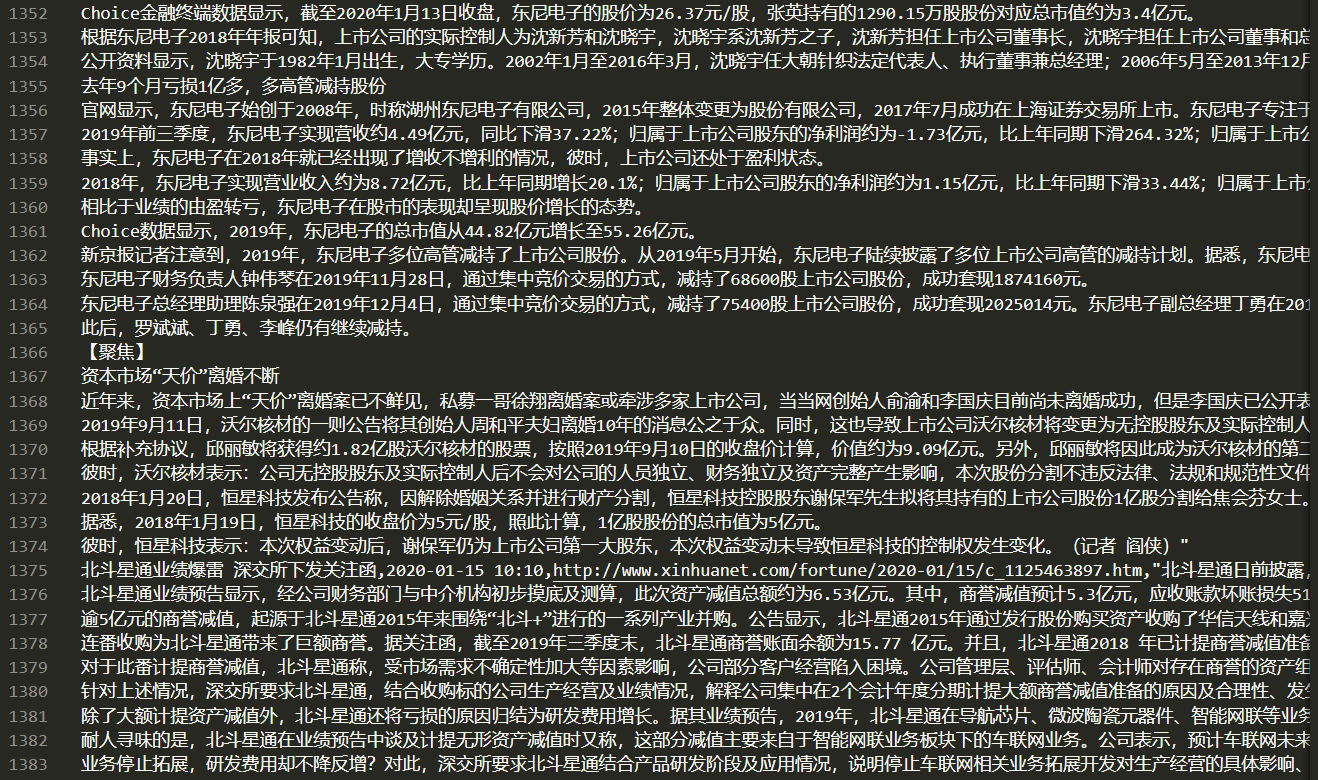 1352 Choice金融终端数据显示，截至2020年1月13日收盘，东尼电子的股价为26.37元/股，张英持有的1290.15万股股份对应总市值约为3.4亿元。
1353 根据东尼电子2018年年报可知，上市公司的实际控制人为沈新芳和沈晓宇，沈晓宇系沈新芳之子，沈新芳担任上市公司董事长，沈晓宇担任上市公司董事和总
1354 公开资料显示，沈晓宇于1982年1月出生，大专学历。2002年1月至2016年3月，沈晓宇任大朝针织法定代表人、执行董事兼总经理；2006年5月至2013年12月
1355 去年9个月亏损1亿多，多高管减持股份
1356 官网显示，东尼电子始创于2008年，时称湖州东尼电子有限公司，2015年整体变更为股份有限公司，2017年7月成功在上海证券交易所上市。东尼电子专注于
1357 2019年前三季度，东尼电子实现营收约4.49亿元，同比下滑37.22%；归属于上市公司股东的净利润约为-1.73亿元，比上年同期下滑264.32%；归属于上市公
1358 事实上，东尼电子在2018年就已经出现了增收不增利的情况，彼时，上市公司还处于盈利状态。
1359 2018年，东尼电子实现营业收入约为8.72亿元，比上年同期增长20.1%；归属于上市公司股东的净利润约为1.15亿元，比上年同期下滑33.44%；归属于上市公
1360 相比于业绩的由盈转亏，东尼电子在股市的表现却呈现股价增长的态势。
1361 Choice数据显示，2019年，东尼电子的总市值从44.82亿元增长至55.26亿元。
1362 新京报记者注意到，2019年，东尼电子多位高管减持了上市公司股份。从2019年5月开始，东尼电子陆续披露了多位上市公司高管的减持计划。据悉，东尼电
1363 东尼电子财务负责人钟伟琴在2019年11月28日，通过集中竞价交易的方式，减持了68600股上市公司股份，成功套现1874160元。
1364 东尼电子总经理助理陈泉强在2019年12月4日，通过集中竞价交易的方式，减持了75400股上市公司股份，成功套现2025014元。东尼电子副总经理丁勇在201
1365 此后，罗斌斌、丁勇、李峰仍有继续减持。
1366 【聚焦】
1367 资本市场“天价”离婚不断
1368 近年来，资本市场上“天价”离婚案已不鲜见，私募一哥徐翔离婚案或牵涉多家上市公司，当当网创始人俞渝和李国庆目前尚未离婚成功，但是李国庆已公开表
1369 2019年9月11日，沃尔核材的一则公告将其创始人周和平夫妇离婚10年的消息公之于众。同时，这也导致上市公司沃尔核材将变更为无控股股东及实际控制人
1370 根据补充协议，邱丽敏将获得约1.82亿股沃尔核材的股票，按照2019年9月10日的收盘价计算，价值约为9.09亿元。另外，邱丽敏将因此成为沃尔核材的第二
1371 彼时，沃尔核材表示：公司无控股股东及实际控制人后不会对公司的人员独立、财务独立及资产完整产生影响，本次股份分割不违反法律、法规和规范性文件
1372 2018年1月20日，恒星科技发布公告称，因解除婚姻关系并进行财产分割，恒星科技控股股东谢保军先生拟将其持有的上市公司股份1亿股分割给焦会芬女士。
1373 据悉，2018年1月19日，恒星科技的收盘价为5元/股，照此计算，1亿股股份的总市值为5亿元。
1374 彼时，恒星科技表示：本次权益变动后，谢保军仍为上市公司第一大股东，本次权益变动未导致恒星科技的控制权发生变化。（记者 阎侠）"
1375 北斗星通业绩爆雷 深交所下发关注函,2020-01-15 10:10,http://www.xinhuanet.com/fortune/2020-01/15/c_1125463897.htm,"北斗星通日前披露，
1376 北斗星通业绩预告显示，经公司财务部门与中介机构初步摸底及测算，此次资产减值总额约为6.53亿元。其中，商誉减值预计5.3亿元，应收账款坏账损失51
1377 逾5亿元的商誉减值，起源于北斗星通2015年来围绕“北斗+”进行的一系列产业并购。公告显示，北斗星通2015年通过发行股份购买资产收购了华信天线和嘉
1378 连番收购为北斗星通带来了巨额商誉。据关注函，截至2019年三季度末，北斗星通商誉账面余额为15.77 亿元。并且，北斗星通2018 年已计提商誉减值准备
1379 对于此番计提商誉减值，北斗星通称，受市场需求不确定性加大等因素影响，公司部分客户经营陷入困境。公司管理层、评估师、会计师对存在商誉的资产组
1380 针对上述情况，深交所要求北斗星通，结合收购标的公司生产经营及业绩情况，解释公司集中在2个会计年度分期计提大额商誉减值准备的原因及合理性、发生
1381 除了大额计提资产减值外，北斗星通还将亏损的原因归结为研发费用增长。据其业绩预告，2019年，北斗星通在导航芯片、微波陶瓷元器件、智能网联等业务
1382 耐人寻味的是，北斗星通在业绩预告中谈及计提无形资产减值时又称，这部分减值主要来自于智能网联业务板块下的车联网业务。公司表示，预计车联网未来
1383 业务停止拓展，研发费用却不降反增？对此，深交所要求北斗星通结合产品研发阶段及应用情况，说明停止车联网相关业务拓展开发对生产经营的具体影响、